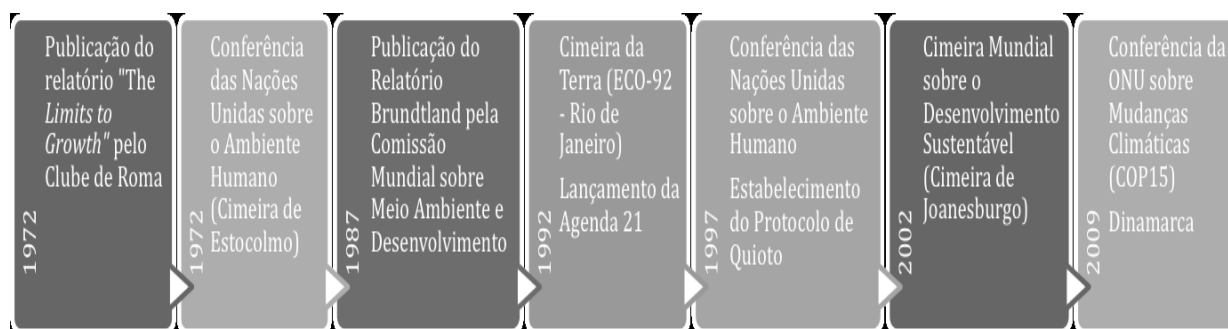 Publicação do
relatório "The
Limits to
Growth" pelo
Clube de Roma
1972
Conferência
das Nações
Unidas sobre
o Ambiente
Humano
(Cimeira de
Estocolmo)
1972
Publicação do
Relatório
Brundtland pela
Comissão
Mundial sobre
Meio Ambiente e
Desenvolvimento
1987
Cimeira da
Terra (ECO-92
- Rio de
Janeiro)
Lançamento da
Agenda 21
1992
Conferência das
Nações Unidas
sobre o Ambiente
Humano
Estabelecimento
do Protocolo de
Quioto
1997
Cimeira Mundial
sobre o
Desenvolvimento
Sustentável
(Cimeira de
Joanesburgo)
2002
Conferência da
ONU sobre
Mudanças
Climáticas
(COP15)
Dinamarca
2009